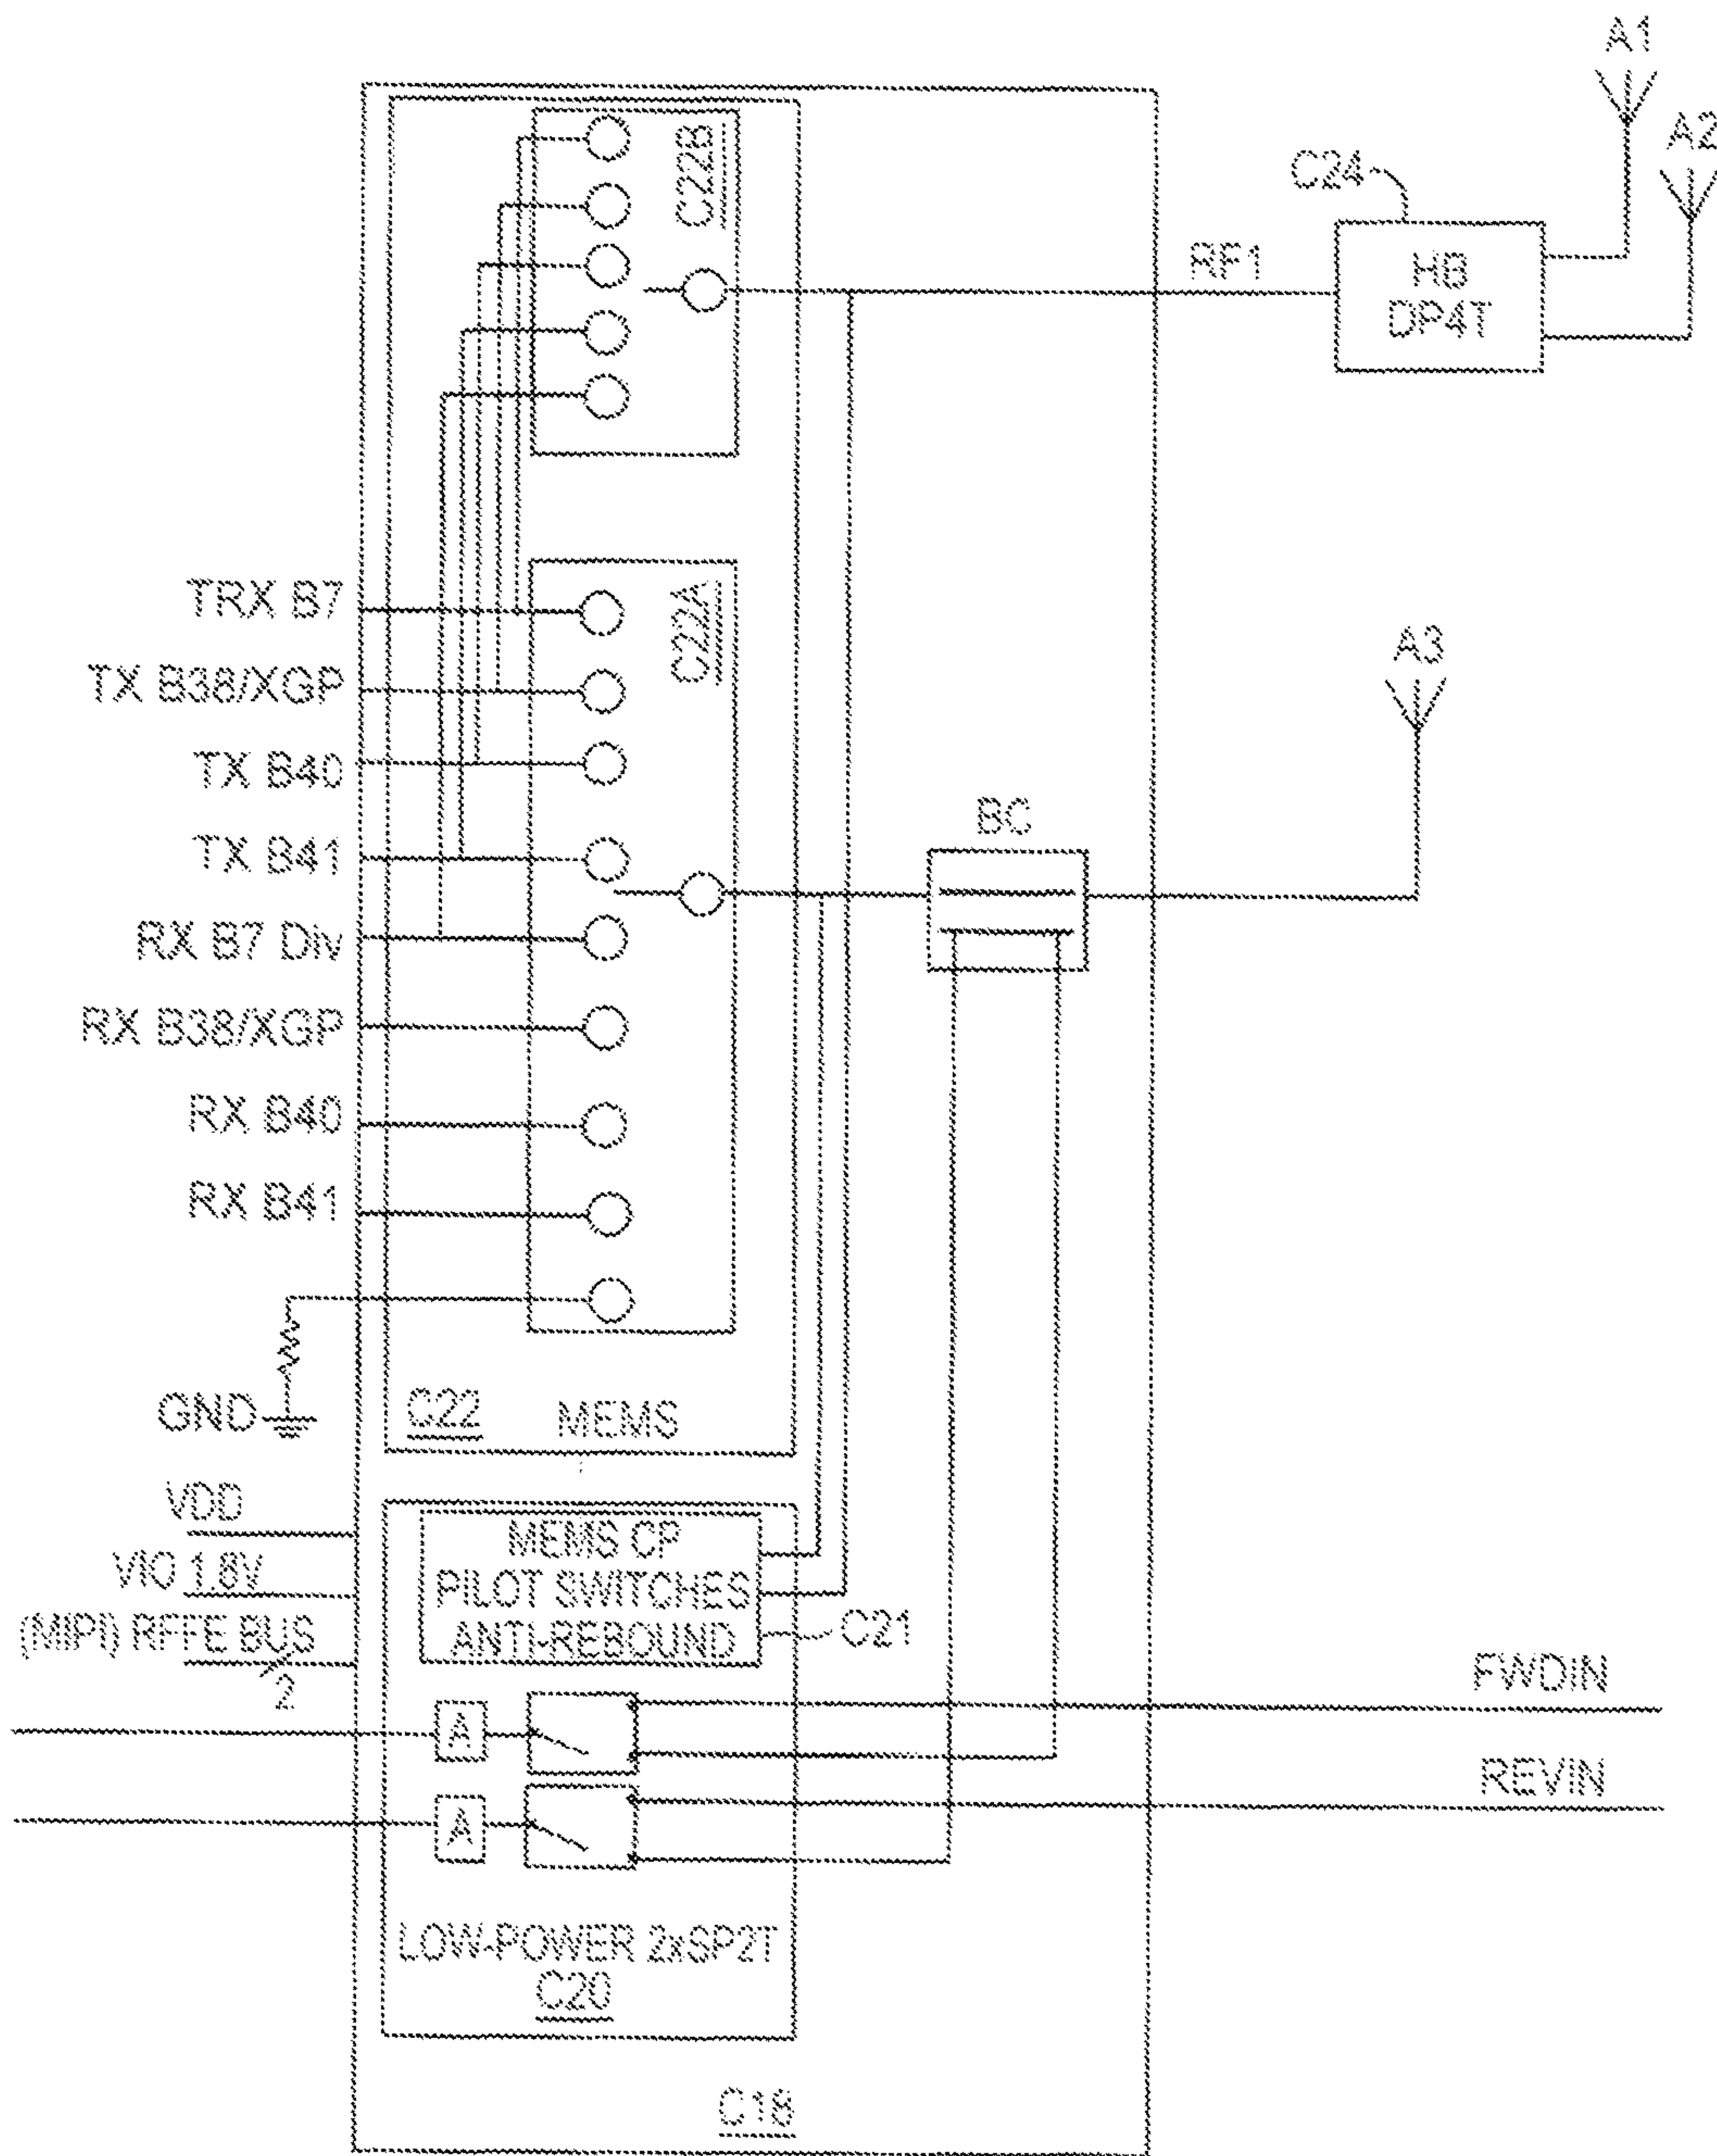 A1
A2
C24
C22B
RF1
HB
DP4T
TRX B7
C22A
TX B38/XGP
A3
TX B40
BC
TX B41
RX B7 Div
RX B38/XGP
RX B40
RX B41
GND
C22
MEMS
VDD
MEMS CP
PILOT SWITCHES
ANTI-REBOUND
VIO 1.8V
(MIPI) RFFE BUS
2
C21
FWDIN
A
REVIN
A
LOW-POWER 2xSP2T
C20
C18